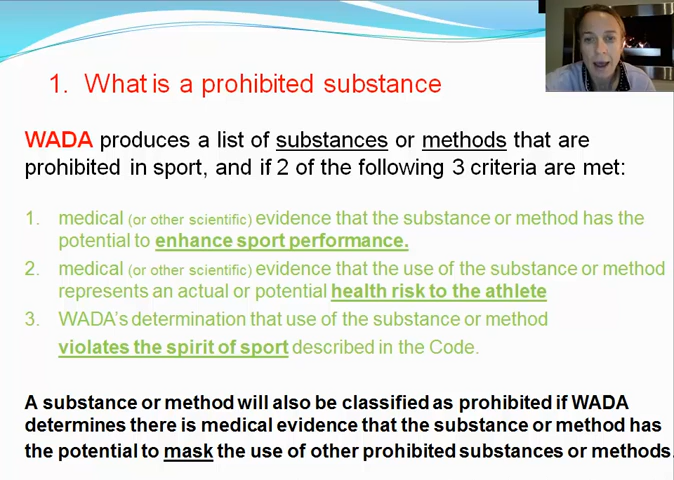 1. What is a prohibited substance
WADA produces a list of substances or methods that are
prohibited in sport, and if 2 of the following 3 criteria are met:
1. medical (or other scientific) evidence that the substance or method has the
potential to enhance sport performance.
2. medical (or other scientific) evidence that the use of the substance or method
represents an actual or potential health risk to the athlete
3. WADA's determination that use of the substance or method
violates the spirit of sport described in the Code.
A substance or method will also be classified as prohibited if WADA
determines there is medical evidence that the substance or method has
the potential to mask the use of other prohibited substances or methods.